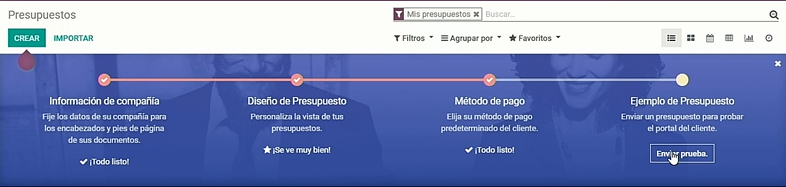 Presupuestos
Mis presupuestos ×
Buscar...
CREAR
IMPORTAR
Filtros
Agrupar por
Favoritos
Información de compañía
Fije los datos de su compañía para
los encabezados y pies de página
de sus documentos.
¡Todo listo!
Diseño de Presupuesto
Personaliza la vista de tus
presupuestos.
¡Se ve muy bien!
Método de pago
Elija su método de pago
predeterminado del cliente.
¡Todo listo!
Ejemplo de Presupuesto
Enviar un presupuesto para probar
el portal del cliente.
Enviar prueba.